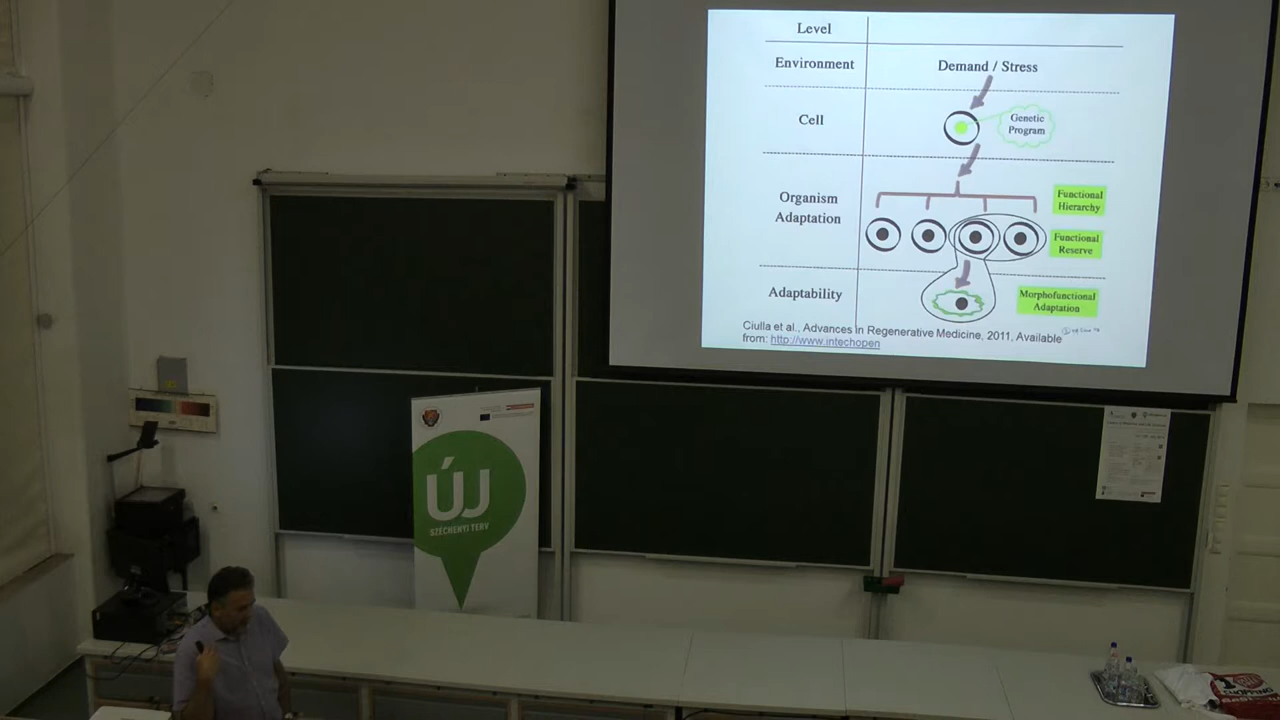 Level
Environment
Demand / Stress
Cell
Genetic
Program
Organism
Adaptation
Functional
Hierarchy
Functional
Reserve
Adaptability
Morphofunctional
Adaptation
Ciulla et al., Advances in Regenerative Medicine, 2011, Available
from: http://www.intechopen
ÚJ
SZÉCHENYI TERV